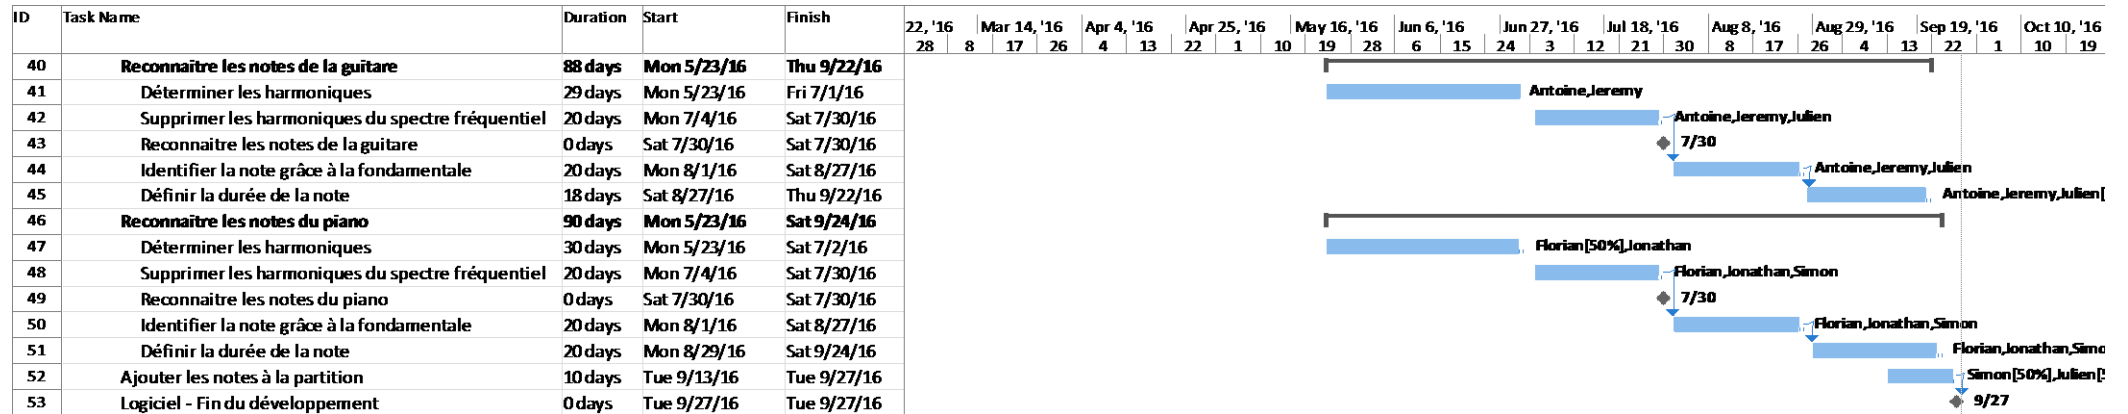 ID Task Name Duration Start Finish 22, '16 Mar 14, '16 Apr 4, '16 Apr 25, '16 May 16, '16 Jun 6, '16 Jun 27, '16 Jul 18, '16 Aug 8, '16 Aug 29, '16 Sep 19, '16 Oct 10, '16
28 8 17 26 4 13 22 1 10 19 28 6 15 24 3 12 21 30 8 17 26 4 13 22 1 10 19
40 Reconnaitre les notes de la guitare 88 days Mon 5/23/16 Thu 9/22/16
41 Déterminer les harmoniques 29 days Mon 5/23/16 Fri 7/1/16 Antoine,Jeremy
42 Supprimer les harmoniques du spectre fréquentiel 20 days Mon 7/4/16 Sat 7/30/16 Antoine,Jeremy,Julien
43 Reconnaitre les notes de la guitare 0 days Sat 7/30/16 Sat 7/30/16 7/30
44 Identifier la note grâce à la fondamentale 20 days Mon 8/1/16 Sat 8/27/16 Antoine,Jeremy,Julien
45 Définir la durée de la note 18 days Sat 8/27/16 Thu 9/22/16 Antoine,Jeremy,Julien[
46 Reconnaitre les notes du piano 90 days Mon 5/23/16 Sat 9/24/16
47 Déterminer les harmoniques 30 days Mon 5/23/16 Sat 7/2/16 Florian[50%],Jonathan
48 Supprimer les harmoniques du spectre fréquentiel 20 days Mon 7/4/16 Sat 7/30/16 Florian,Jonathan,Simon
49 Reconnaitre les notes du piano 0 days Sat 7/30/16 Sat 7/30/16 7/30
50 Identifier la note grâce à la fondamentale 20 days Mon 8/1/16 Sat 8/27/16 Florian,Jonathan,Simon
51 Définir la durée de la note 20 days Mon 8/29/16 Sat 9/24/16 Florian,Jonathan,Simo
52 Ajouter les notes à la partition 10 days Tue 9/13/16 Tue 9/27/16 Simon[50%],Julien[5
53 Logiciel - Fin du développement 0 days Tue 9/27/16 Tue 9/27/16 9/27